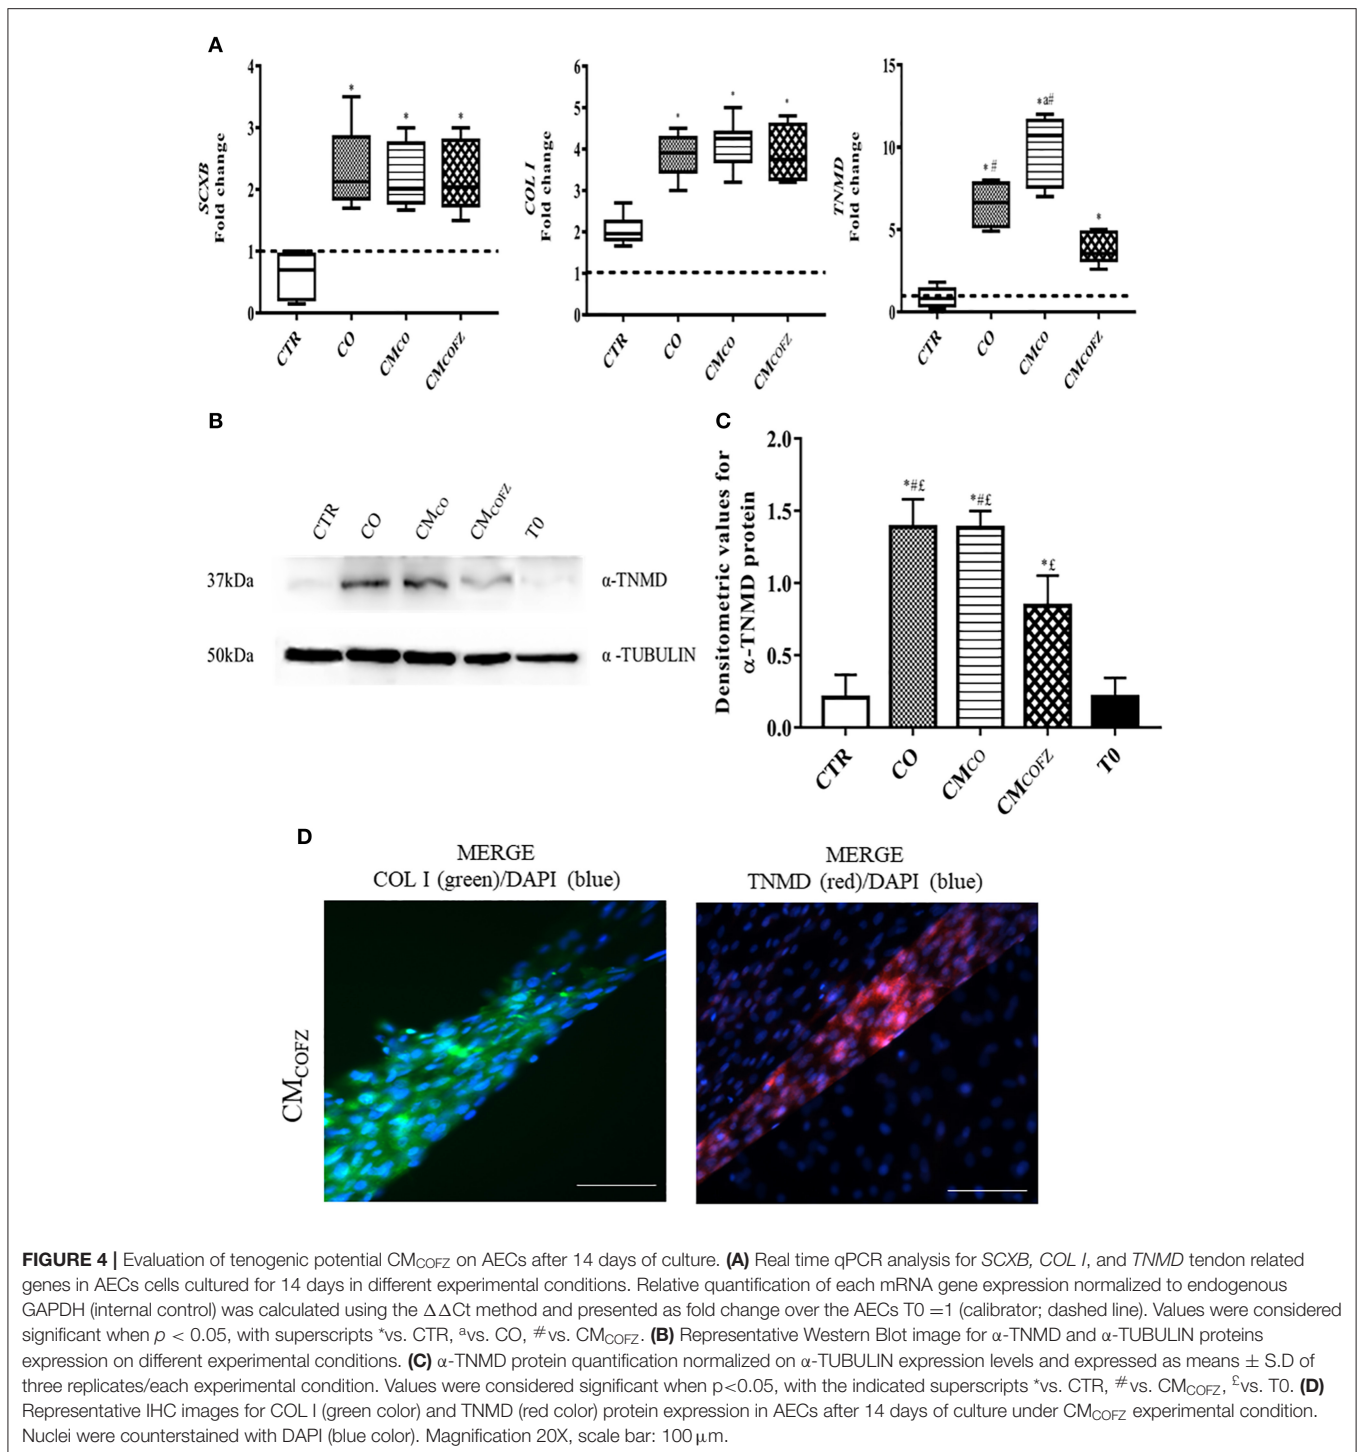 A
SCXB
Fold change
4
3
2
1
0
*
*
*
CTR
CO
CMCO
CMCOFZ
COL I
Fold change
6
5
4
3
2
1
0
*
*
*
CTR
CO
CMCO
CMCOFZ
TNMD
Fold change
15
10
5
0
*#
*a#
*
CTR
CO
CMCO
CMCOFZ
B
CTR
CO
CMCO
CMCOFZ
T0
37kDa
α-TNMD
50kDa
α -TUBULIN
C
Densitometric values for
α-TNMD protein
2.0
1.5
1.0
0.5
0.0
*#£
*#£
*£
CTR
CO
CMCO
CMCOFZ
T0
D
MERGE
COL I (green)/DAPI (blue)
MERGE
TNMD (red)/DAPI (blue)
CMCOFZ
FIGURE 4 | Evaluation of tenogenic potential CMCOFZ on AECs after 14 days of culture. (A) Real time qPCR analysis for SCXB, COL I, and TNMD tendon related
genes in AECs cells cultured for 14 days in different experimental conditions. Relative quantification of each mRNA gene expression normalized to endogenous
GAPDH (internal control) was calculated using the ΔΔCt method and presented as fold change over the AECs T0 =1 (calibrator; dashed line). Values were considered
significant when p < 0.05, with superscripts *vs. CTR, avs. CO, #vs. CMCOFZ. (B) Representative Western Blot image for α-TNMD and α-TUBULIN proteins
expression on different experimental conditions. (C) α-TNMD protein quantification normalized on α-TUBULIN expression levels and expressed as means ± S.D of
three replicates/each experimental condition. Values were considered significant when p<0.05, with the indicated superscripts *vs. CTR, #vs. CMCOFZ, £vs. T0. (D)
Representative IHC images for COL I (green color) and TNMD (red color) protein expression in AECs after 14 days of culture under CMCOFZ experimental condition.
Nuclei were counterstained with DAPI (blue color). Magnification 20X, scale bar: 100 μm.